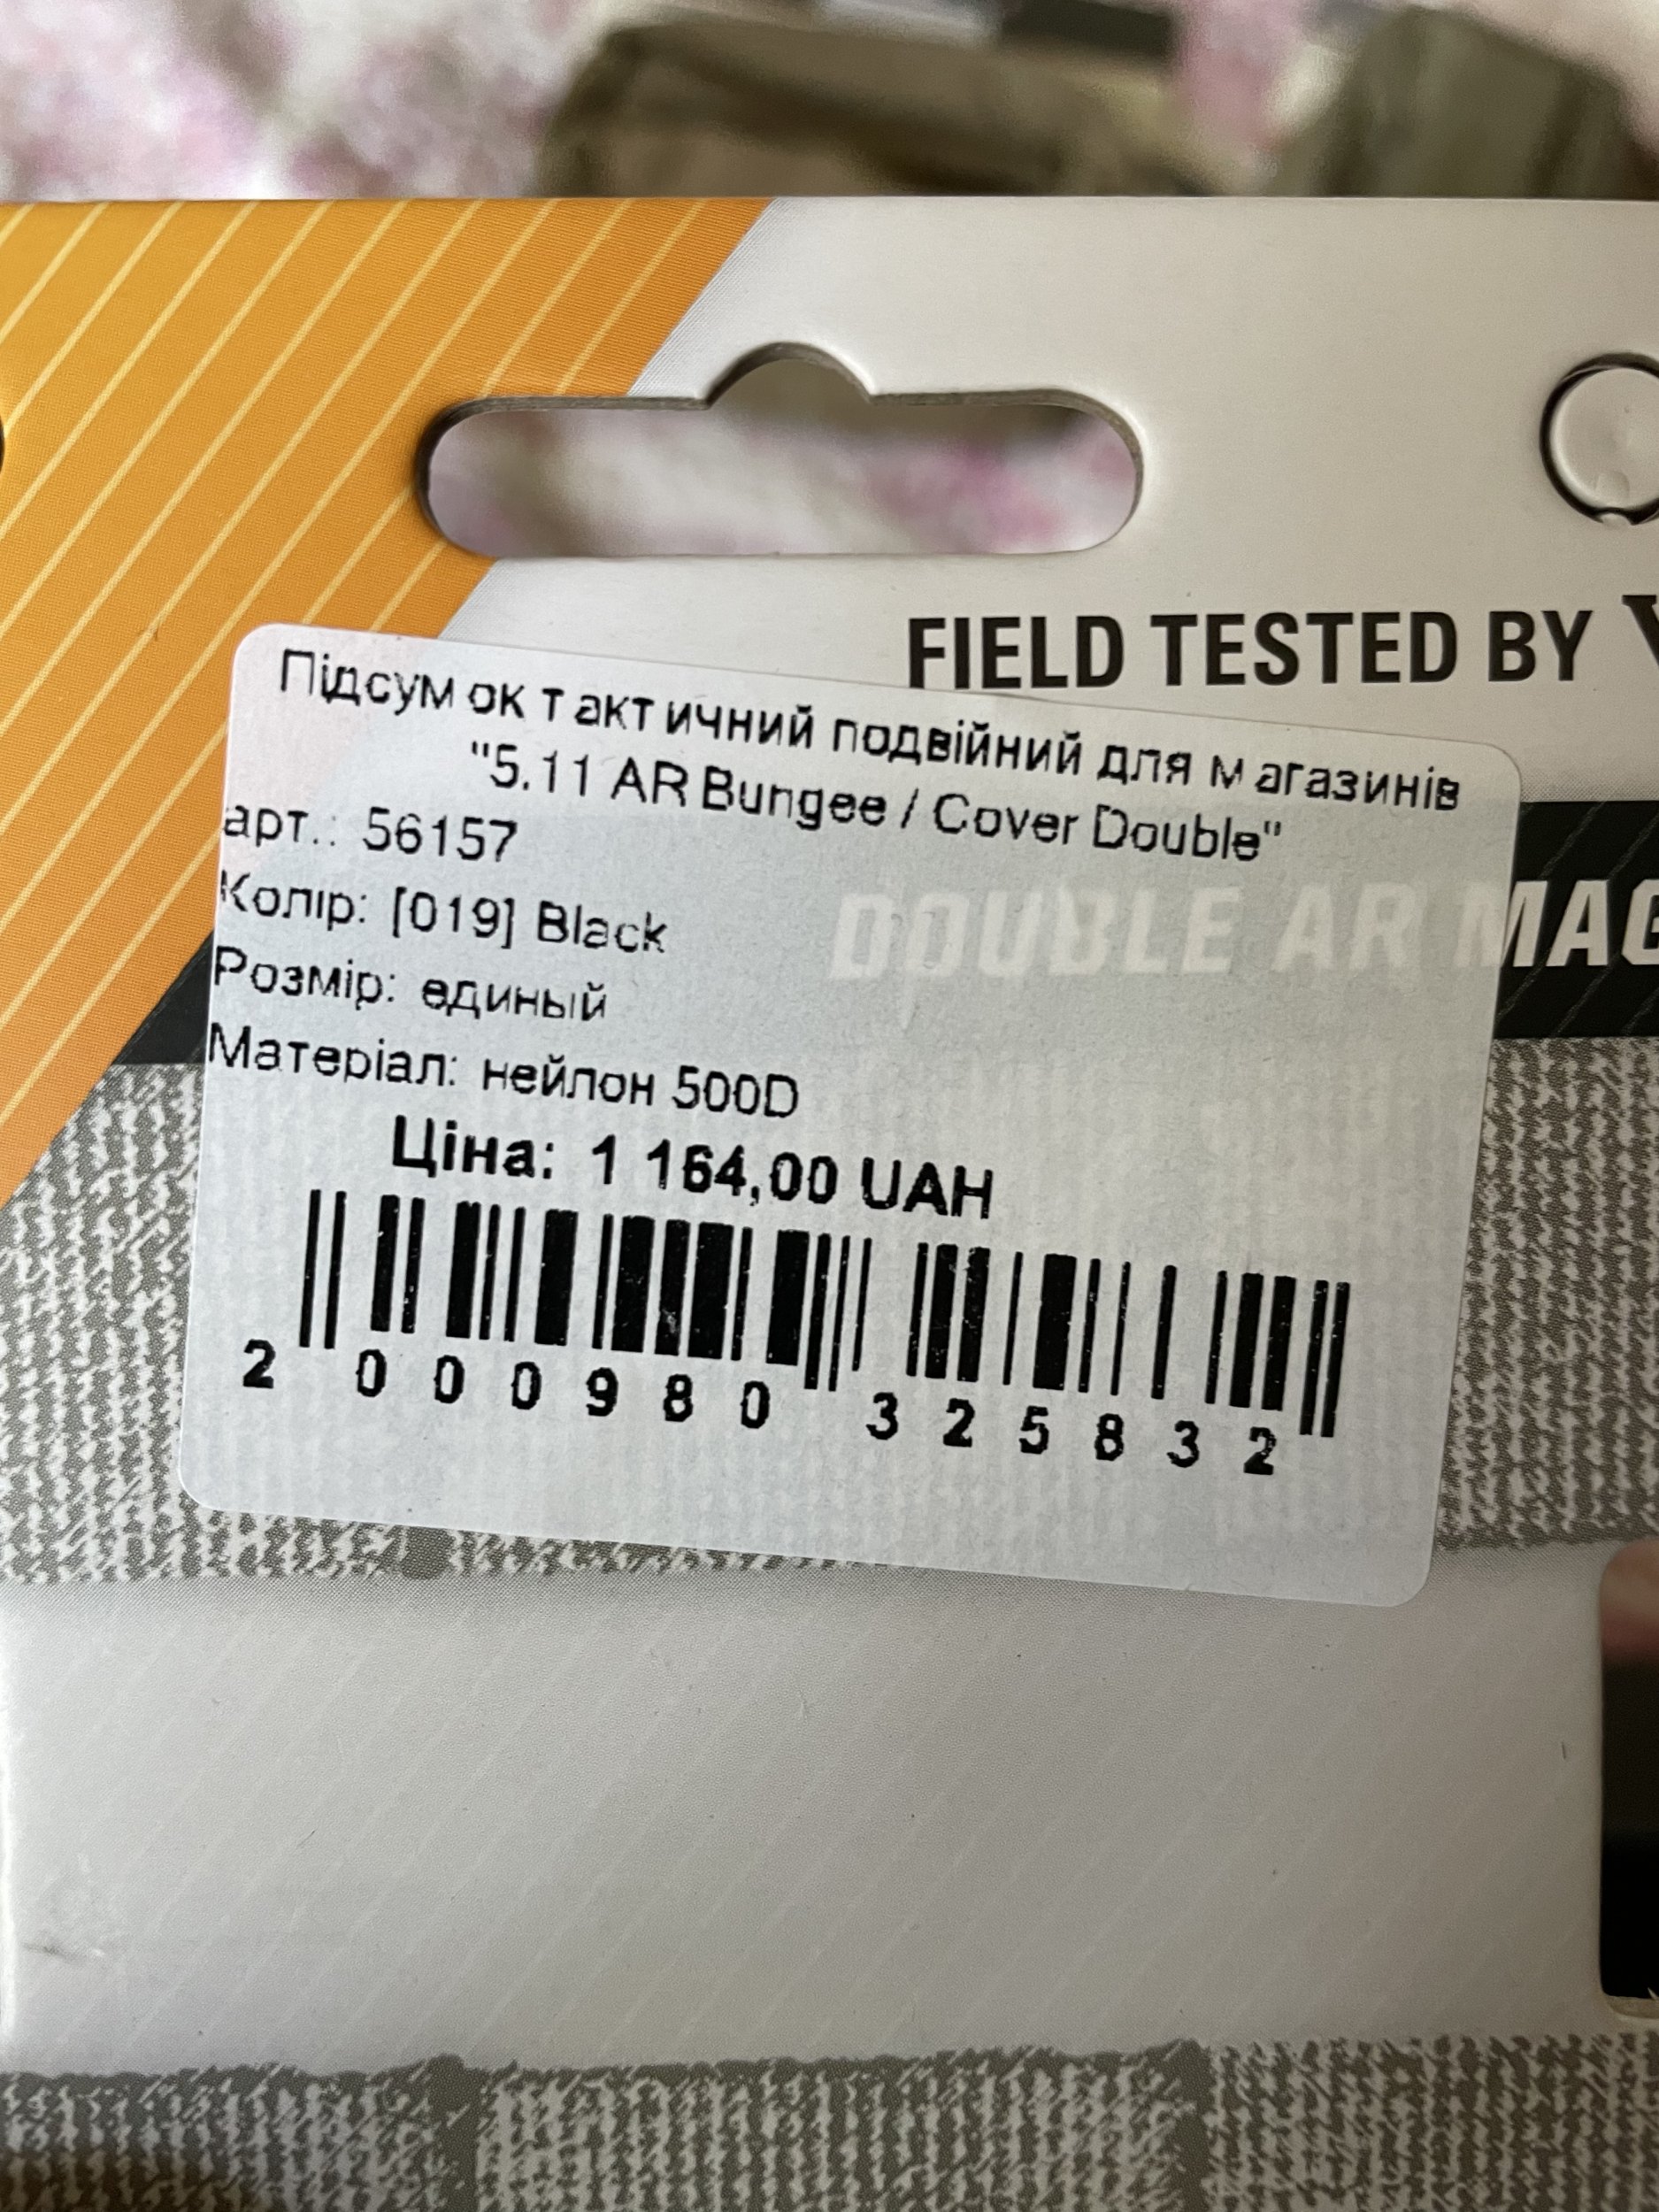 FIELD TESTED BY
Підсумок тактичний подвійний для магазинів
"5.11 AR Bungee / Cover Double"
арт.: 56157
DOUBLE AR MAG
Колір: [019] Black
Розмір: единый
Матеріал: нейлон 500D
Ціна: 1 164,00 UAH
2 000980 325832